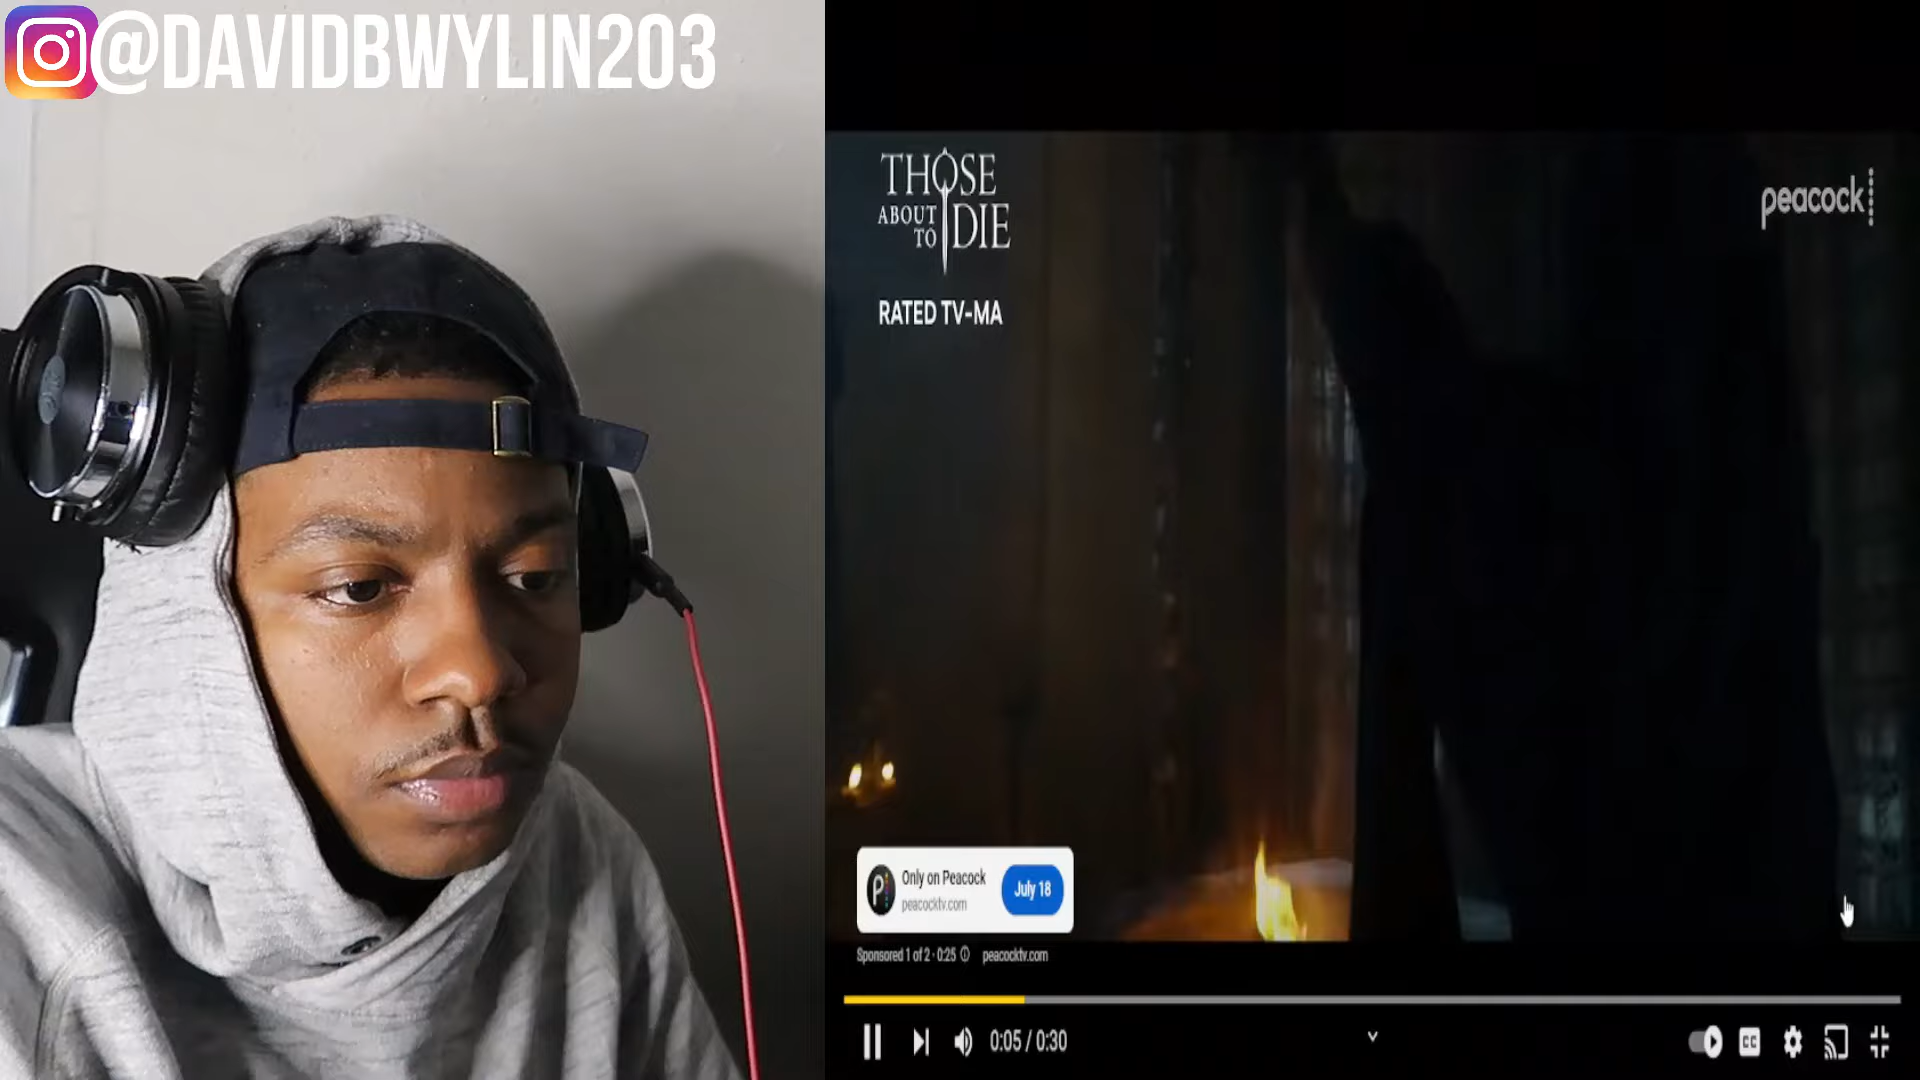 @DAVIDBWYLIN203
THOSE
ABOUT
TO DIE
RATED TV-MA
peacock
Only on Peacock
peacocktv.com
July 18
Sponsored 1 of 2 · 0:25
peacocktv.com
0:05 / 0:30
CC